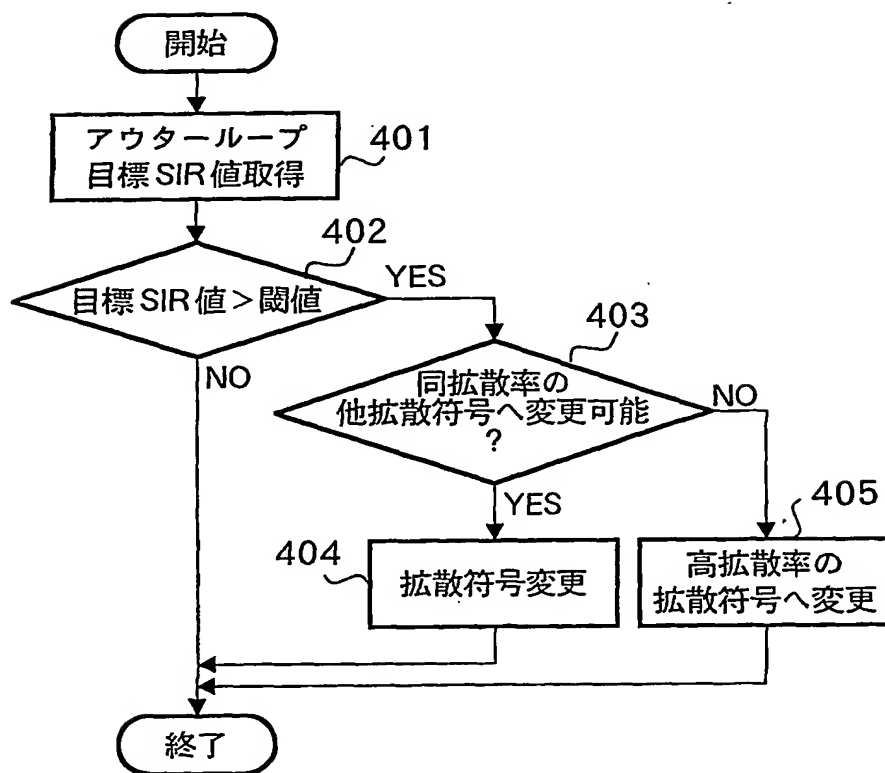 開始
アウターループ
目標SIR値取得
401
402
目標SIR値>閾値
YES
NO
403
同拡散率の
他拡散符号へ変更可能
?
NO
YES
404
拡散符号変更
405
高拡散率の
拡散符号へ変更
終了